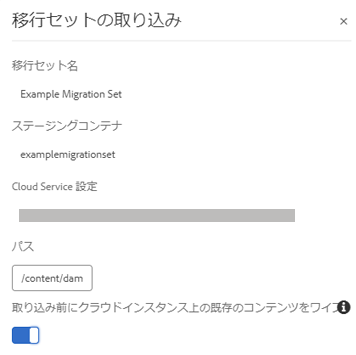 移行セットの取り込み
×
移行セット名
Example Migration Set
ステージングコンテナ
examplemigrationset
Cloud Service 設定
パス
/content/dam
取り込み前にクラウドインスタンス上の既存のコンテンツをワイプ